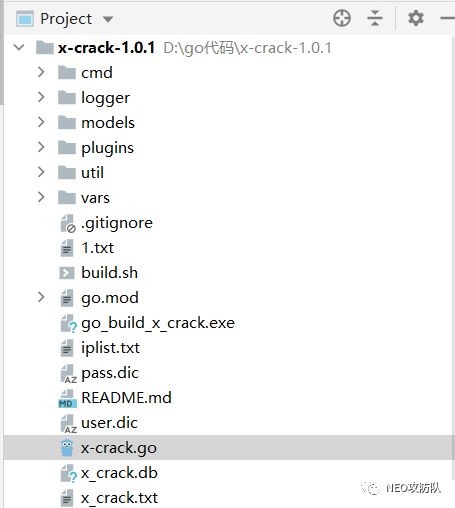 Project
x-crack-1.0.1 D:\go代码\x-crack-1.0.1
cmd
logger
models
plugins
util
vars
.gitignore
1.txt
build.sh
go.mod
go_build_x_crack.exe
iplist.txt
pass.dic
README.md
user.dic
x-crack.go
x_crack.db
x_crack.txt
NEO攻防队